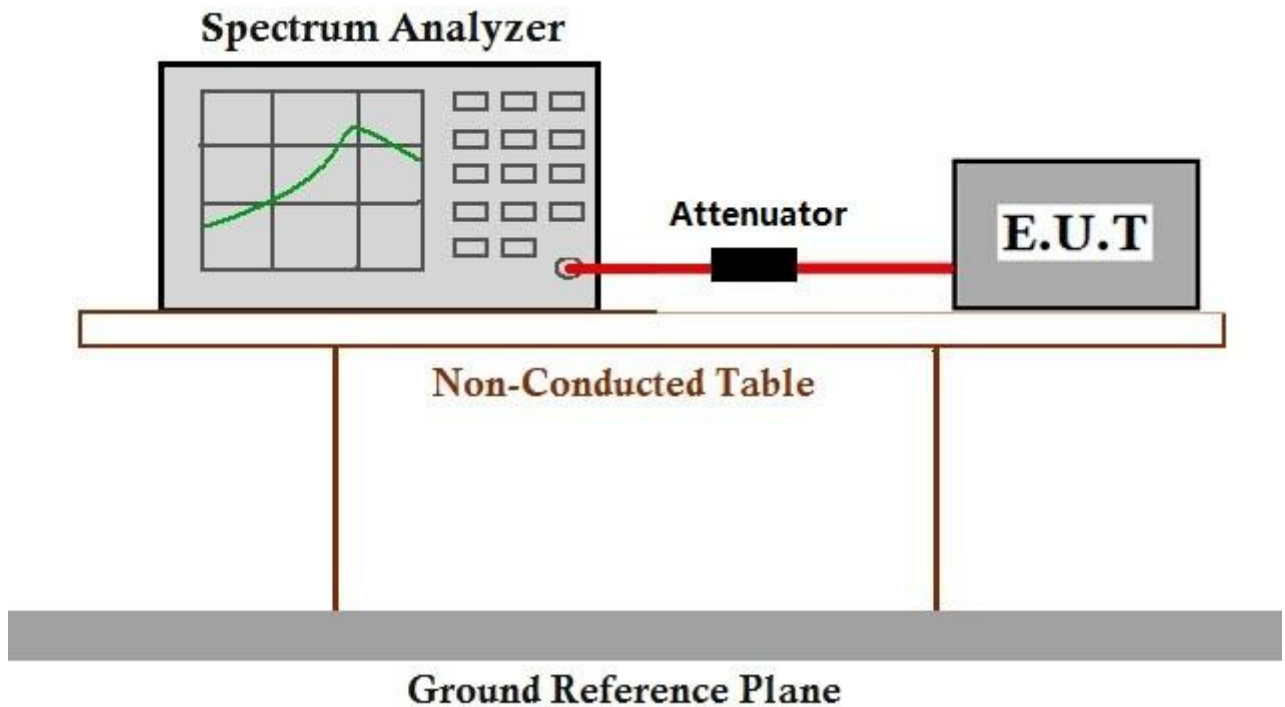 Spectrum Analyzer
Attenuator
E.U.T
Non-Conducted Table
Ground Reference Plane